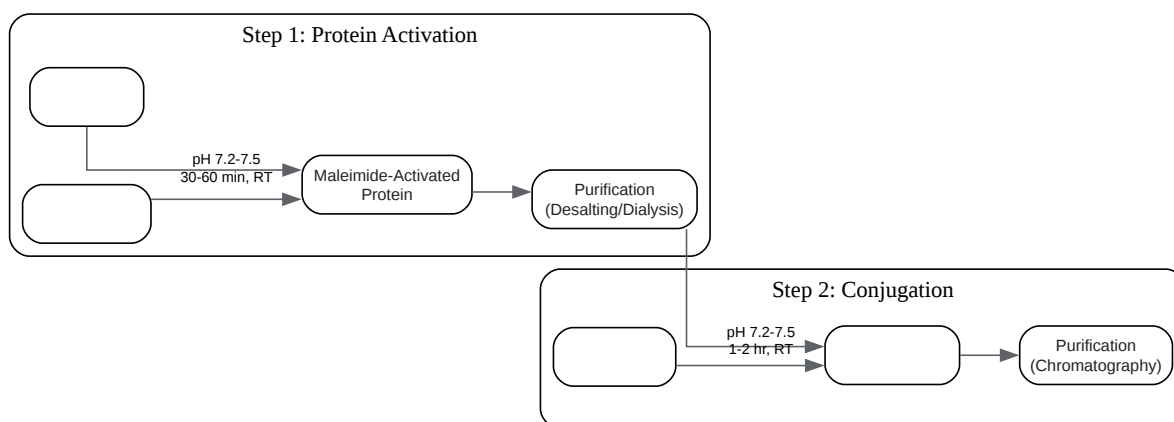 Step 1: Protein Activation
pH 7.2-7.5
30-60 min, RT
Maleimide-Activated
Protein
Purification
(Desalting/Dialysis)
Step 2: Conjugation
pH 7.2-7.5
1-2 hr, RT
Purification
(Chromatography)